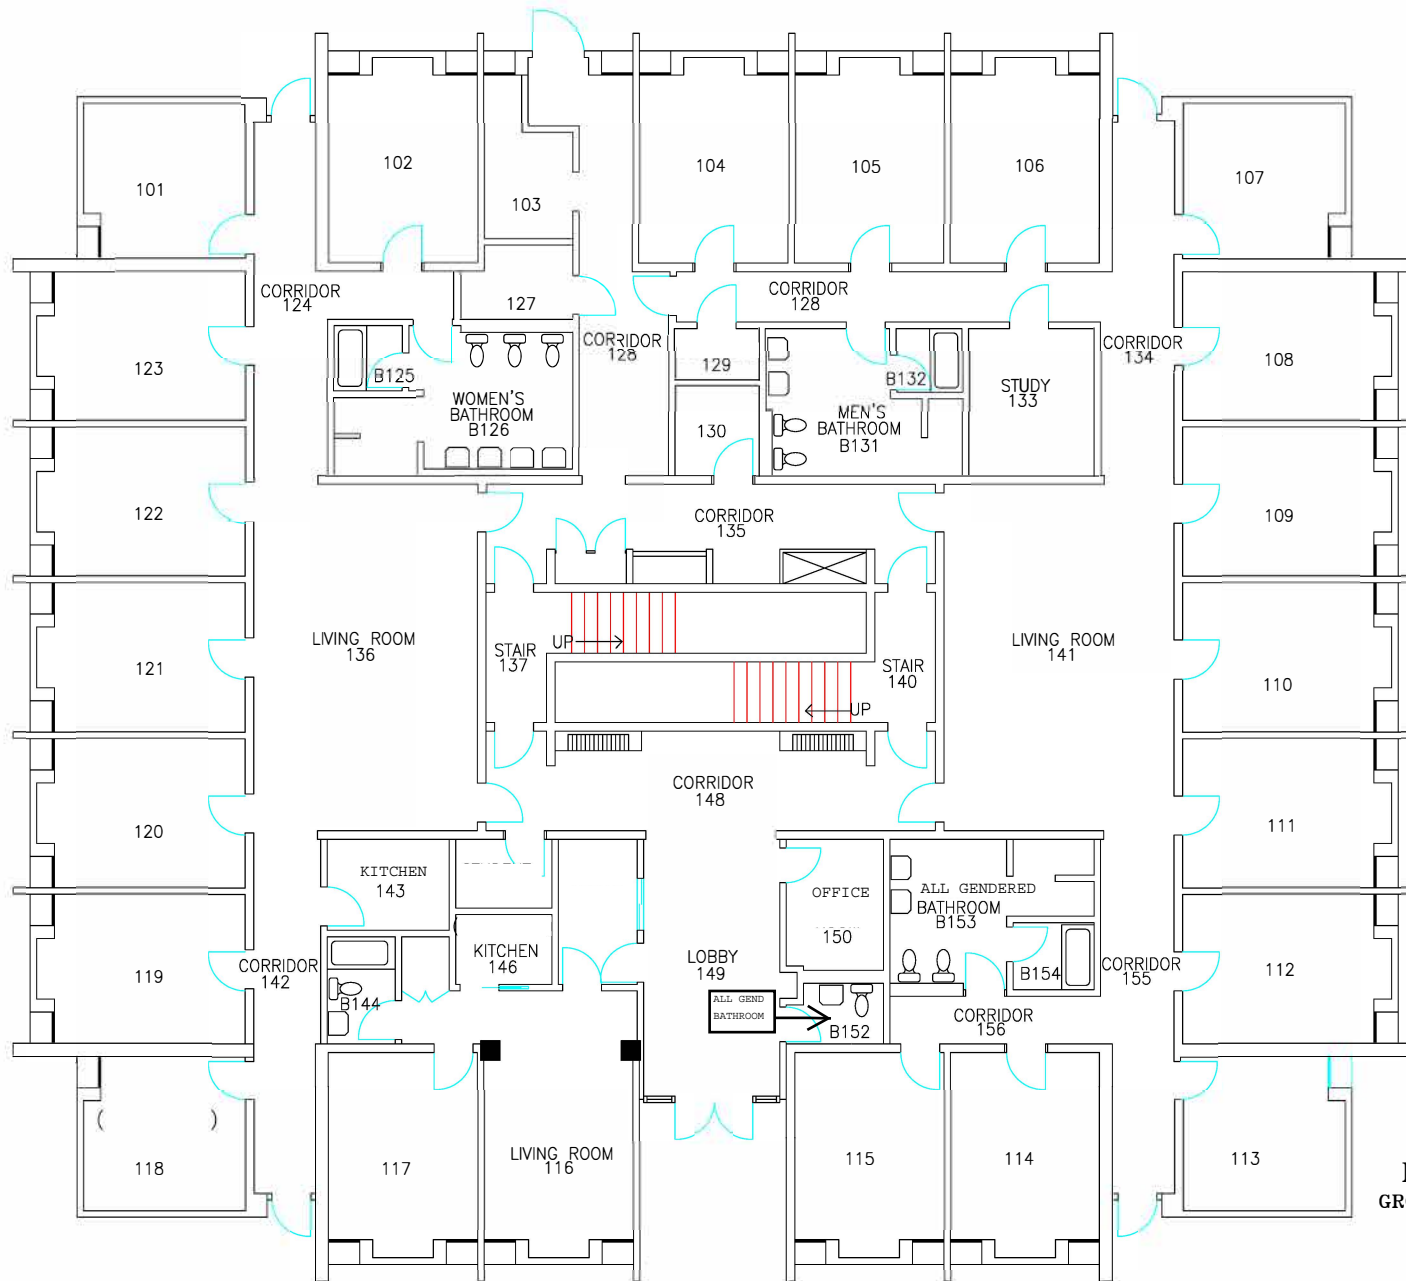 102
104
105
106
101
107
103
CORRIDOR
124
127
CORRIDOR
128
CORRIDOR
128
CORRIDOR
134
123
B125
129
B132
108
WOMEN'S
BATHROOM
B126
130
MEN'S
BATHROOM
B131
STUDY
133
122
CORRIDOR
135
109
LIVING ROOM
136
UP
STAIR
137
STAIR
140
LIVING ROOM
141
121
110
UP
CORRIDOR
148
120
111
KITCHEN
143
OFFICE
150
ALL GENDERED
BATHROOM
B153
KITCHEN
146
LOBBY
149
119
CORRIDOR
142
B144
B154
CORRIDOR
155
112
ALL GEND
BATHROOM
B152
CORRIDOR
156
118
117
LIVING ROOM
116
115
114
113